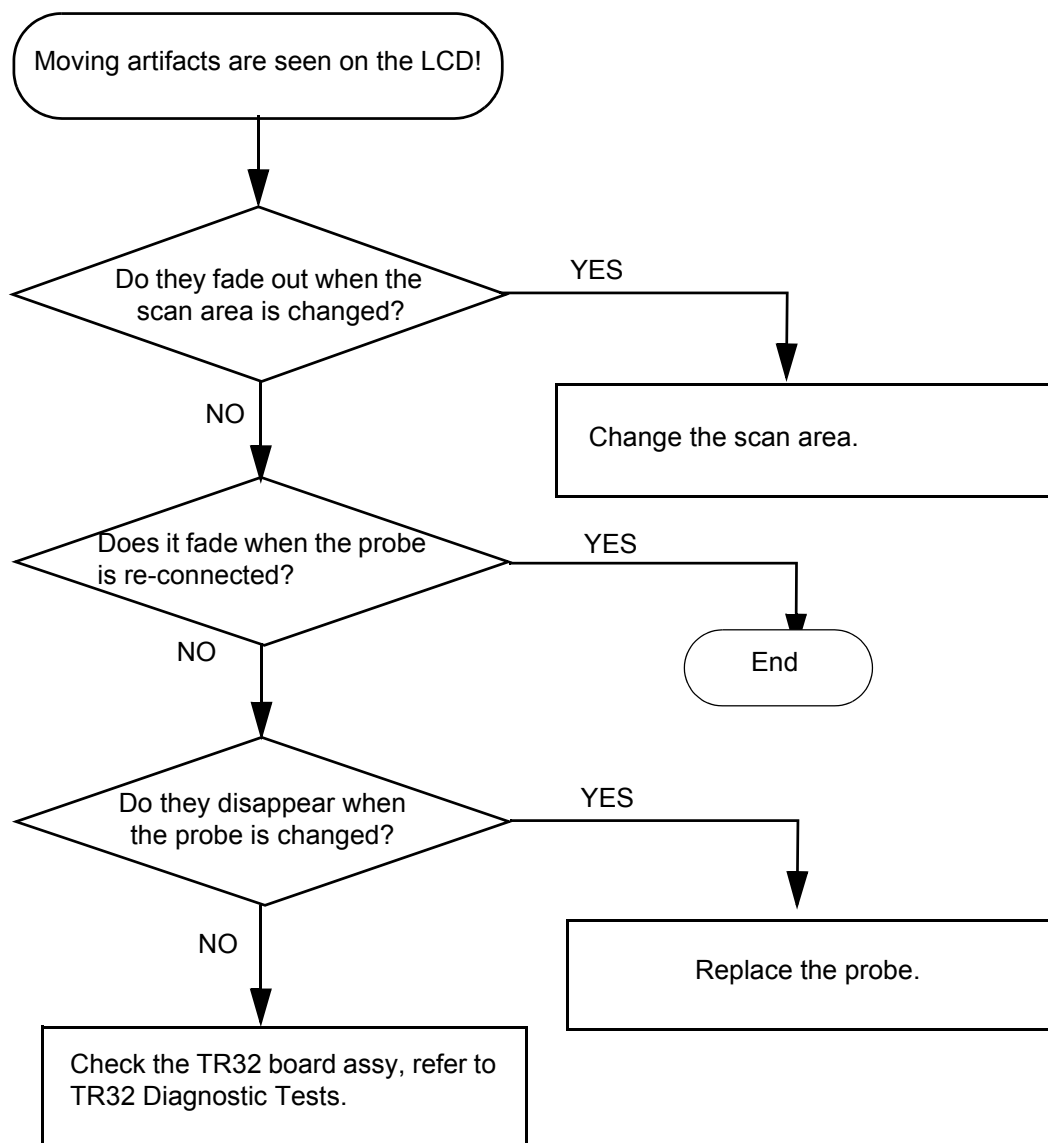 Moving artifacts are seen on the LCD!
Do they fade out when the
scan area is changed?
YES
NO
Change the scan area.
Does it fade when the probe
is re-connected?
YES
NO
End
Do they disappear when
the probe is changed?
YES
NO
Replace the probe.
Check the TR32 board assy, refer to
TR32 Diagnostic Tests.